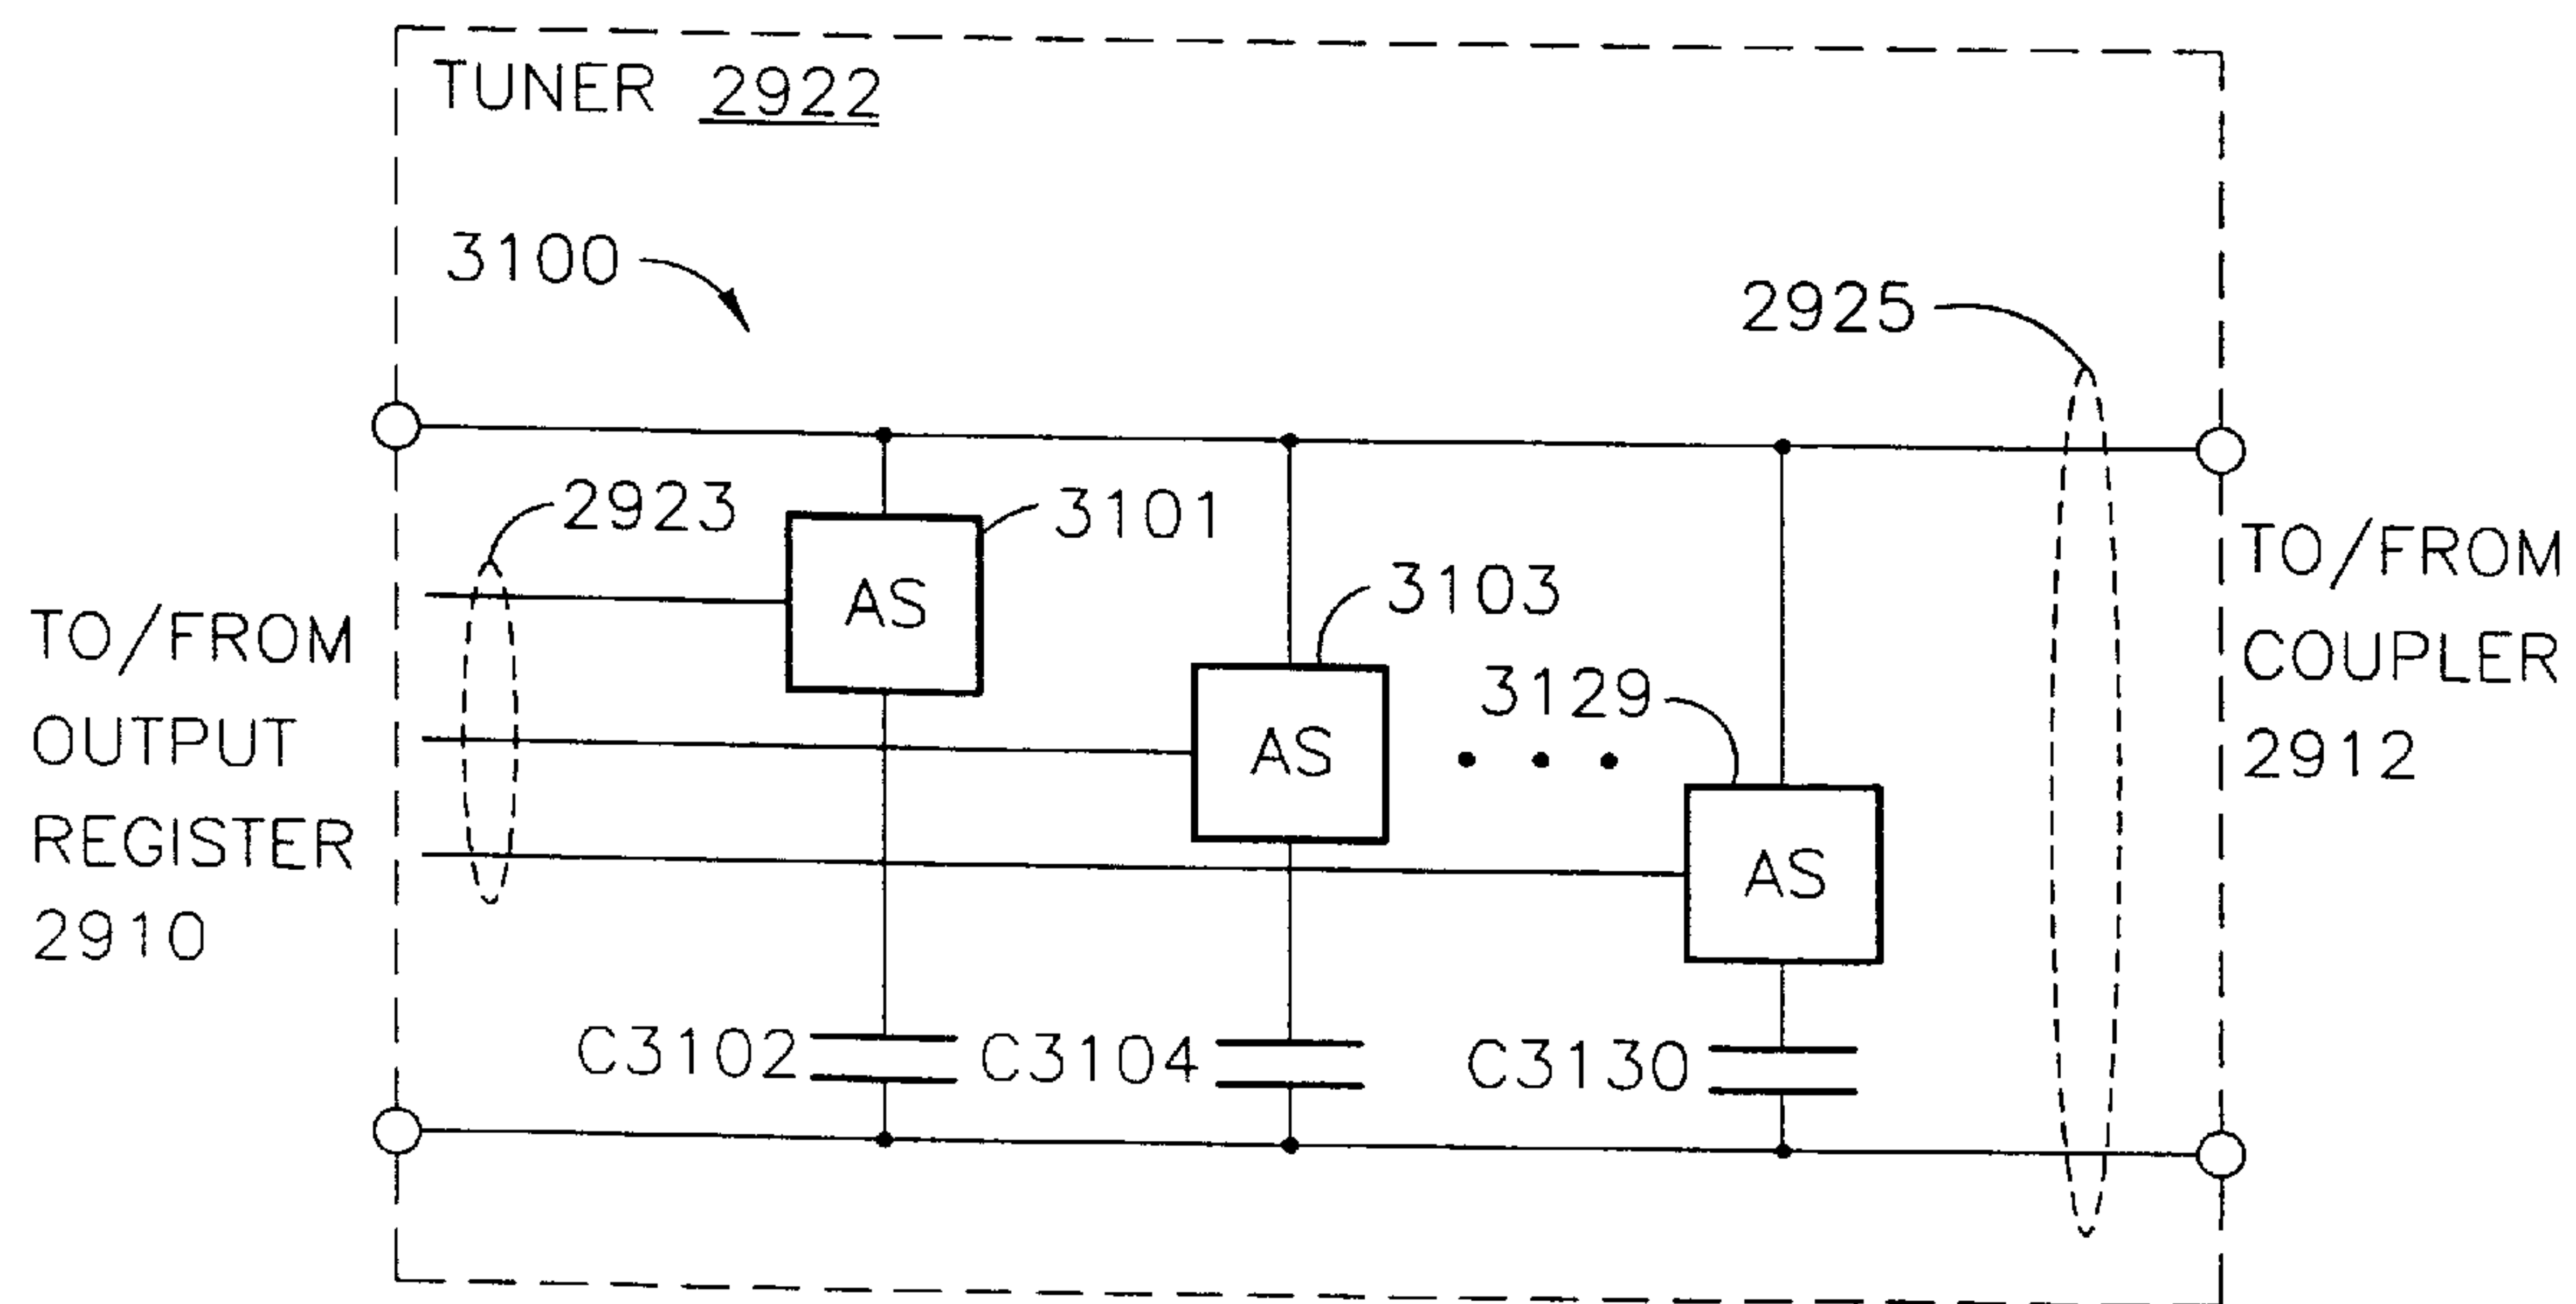 TUNER 2922
3100
2925
2923
3101
3103
3129
AS
AS
AS
TO/FROM
OUTPUT
REGISTER
2910
TO/FROM
COUPLER
2912
C3102
C3104
C3130